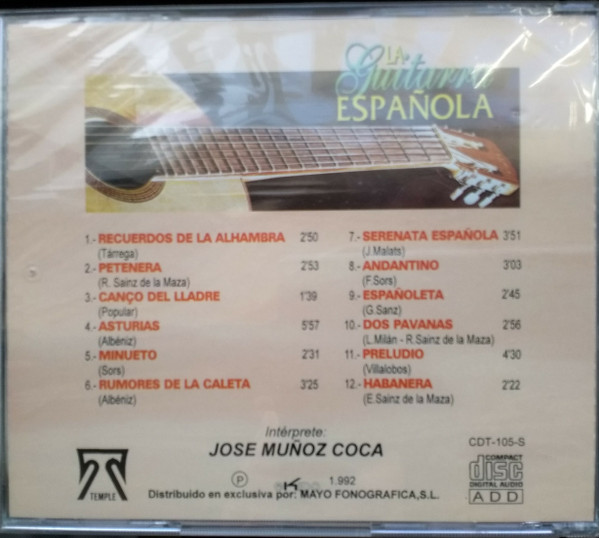 LA
Guitarra
ESPAÑOLA
1.- RECUERDOS DE LA ALHAMBRA 2'50
(Tárrega)
2.- PETENERA 2'53
(R. Sainz de la Maza)
3.- CANÇO DEL LLADRE 1'39
(Popular)
4.- ASTURIAS 5'57
(Albéniz)
5.- MINUETO 2'31
(Sors)
6.- RUMORES DE LA CALETA 3'25
(Albéniz)
7.- SERENATA ESPAÑOLA 3'51
(J.Malats)
8.- ANDANTINO 3'03
(F.Sors)
9.- ESPAÑOLETA 2'45
(G.Sanz)
10.- DOS PAVANAS 2'56
(L.Milán - R.Sainz de la Maza)
11.- PRELUDIO 4'30
(Villalobos)
12.- HABANERA 2'22
(E.Sainz de la Maza)
Intérprete:
JOSE MUÑOZ COCA
TEMPLE
Ⓟ 1.992
Distribuido en exclusiva por: MAYO FONOGRAFICA,S.L.
CDT-105-S
COMPACT
disc
DIGITAL AUDIO
ADD